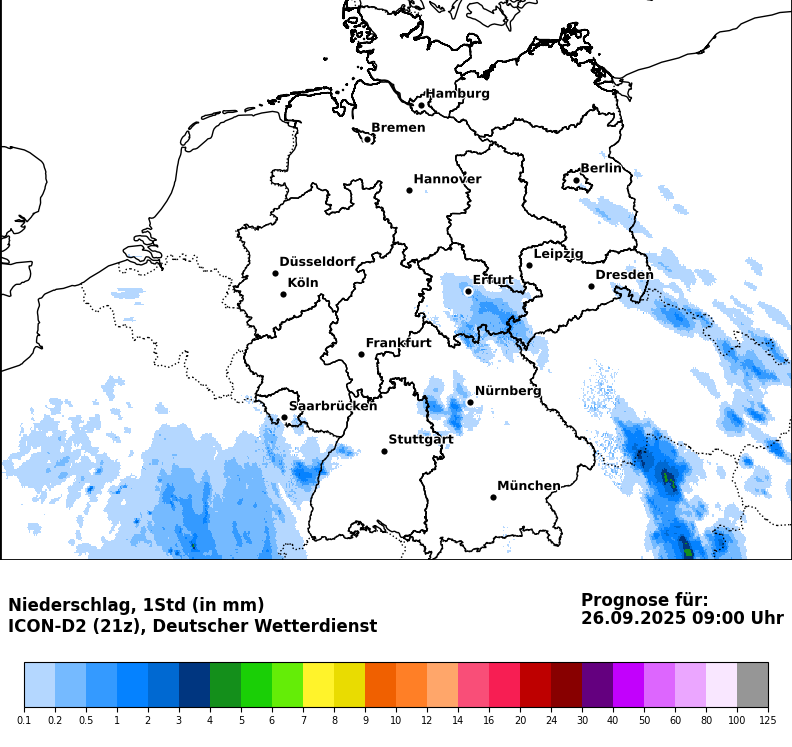 Hamburg
Bremen
Berlin
Hannover
Leipzig
Düsseldorf
Erfurt
Dresden
Köln
Frankfurt
Nürnberg
Saarbrücken
Stuttgart
München
Niederschlag, 1Std (in mm)
ICON-D2 (21z), Deutscher Wetterdienst
Prognose für:
26.09.2025 09:00 Uhr
0.1 0.2 0.5 1 2 3 4 5 6 7 8 9 10 12 14 16 20 24 30 40 50 60 80 100 125